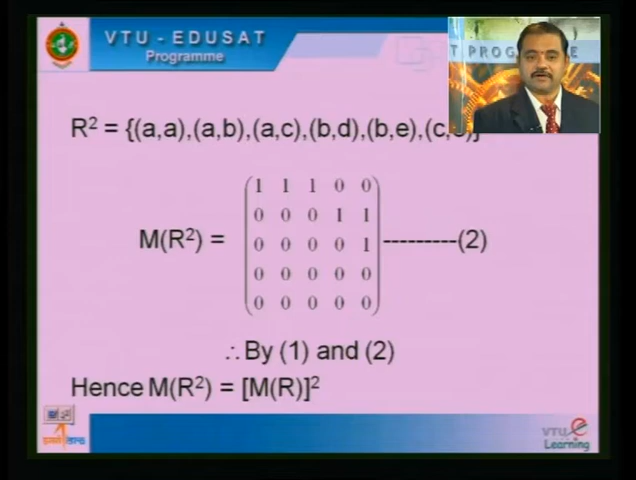 VTU - EDUSAT
Programme
T PROGRAMME
R² = {(a,a),(a,b),(a,c),(b,d),(b,e),(c,
1 1 1 0 0
0 0 0 1 1
M(R²) = 0 0 0 0 1 ---------(2)
0 0 0 0 0
0 0 0 0 0
∴ By (1) and (2)
Hence M(R²) = [M(R)]²
VTU e
Learning